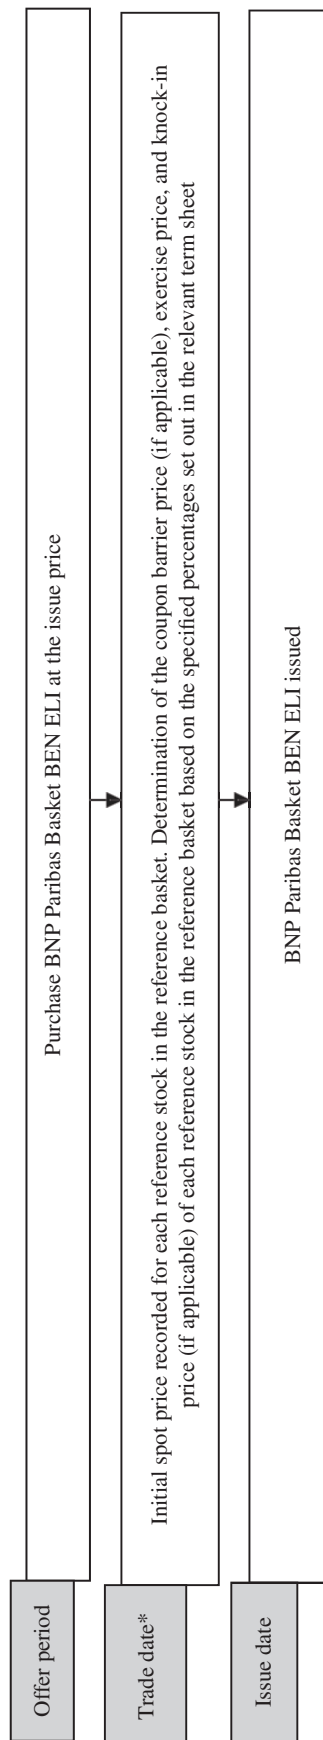 Offer period
Purchase BNP Paribas Basket BEN ELI at the issue price
Trade date*
Initial spot price recorded for each reference stock in the reference basket. Determination of the coupon barrier price (if applicable), exercise price, and knock-in
price (if applicable) of each reference stock in the reference basket based on the specified percentages set out in the relevant term sheet
Issue date
BNP Paribas Basket BEN ELI issued